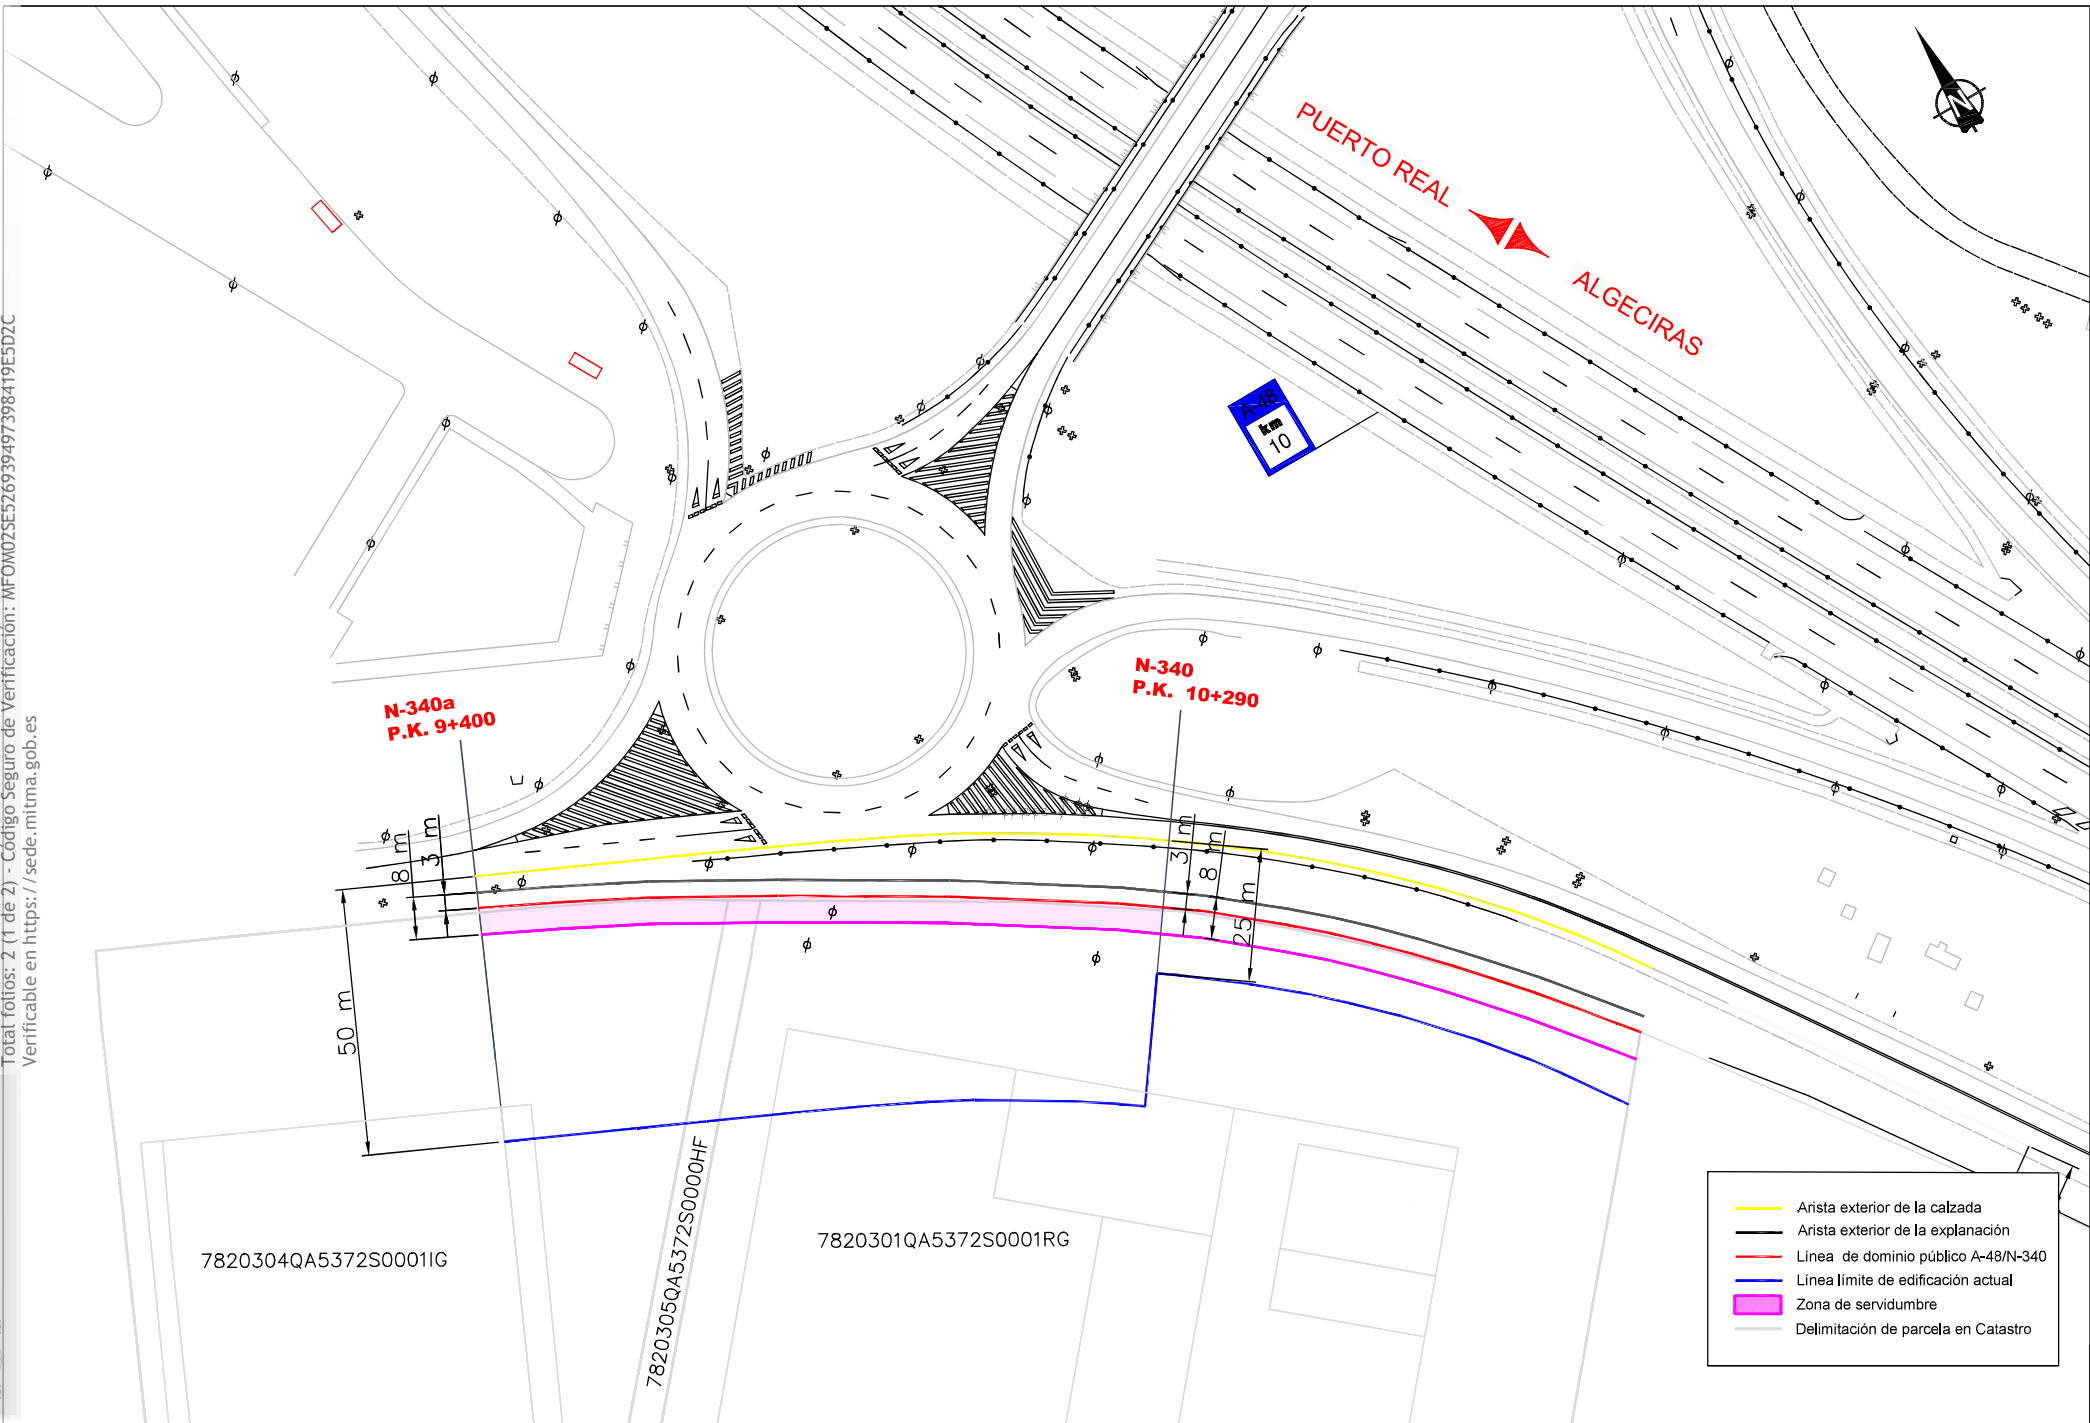 Total folios: 2 (1 de 2) - Código Seguro de Verificación: MFOM02SE5269394973984119E5D2C
Verificable en https://sede.mitma.gob.es
PUERTO REAL
ALGECIRAS
N
A-48
km
10
N-340a
P.K. 9+400
N-340
P.K. 10+290
8 m
3 m
50 m
3 m
8 m
25 m
7820304QA5372S0001IG
7820305QA5372S0000HF
7820301QA5372S0001RG
Arista exterior de la calzada
Arista exterior de la explanación
Línea de dominio público A-48/N-340
Línea límite de edificación actual
Zona de servidumbre
Delimitación de parcela en Catastro